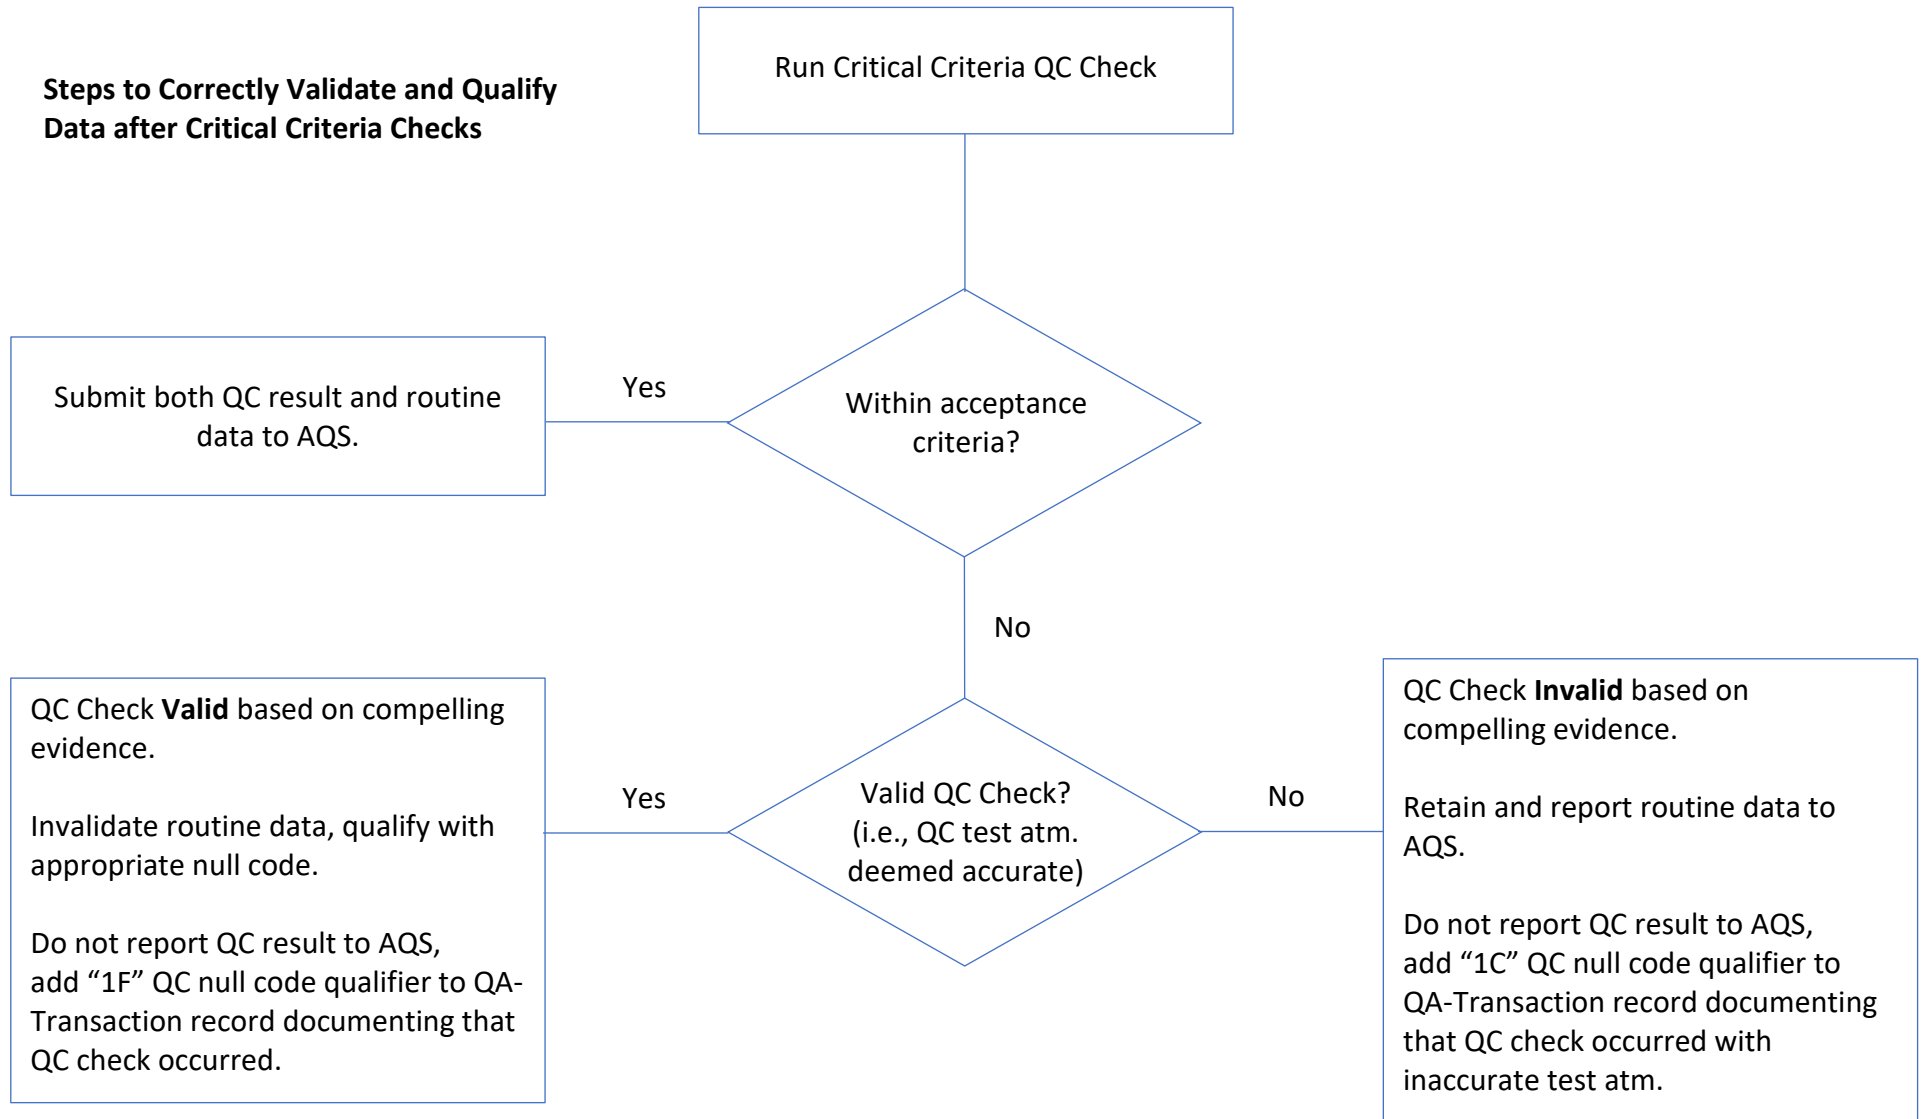 Steps to Correctly Validate and Qualify
Data after Critical Criteria Checks
Run Critical Criteria QC Check
Within acceptance
criteria?
Yes
Submit both QC result and routine
data to AQS.
No
Valid QC Check?
(i.e., QC test atm.
deemed accurate)
Yes
QC Check Valid based on compelling
evidence.
Invalidate routine data, qualify with
appropriate null code.
Do not report QC result to AQS,
add “1F” QC null code qualifier to QA-
Transaction record documenting that
QC check occurred.
No
QC Check Invalid based on
compelling evidence.
Retain and report routine data to
AQS.
Do not report QC result to AQS,
add “1C” QC null code qualifier to
QA-Transaction record documenting
that QC check occurred with
inaccurate test atm.